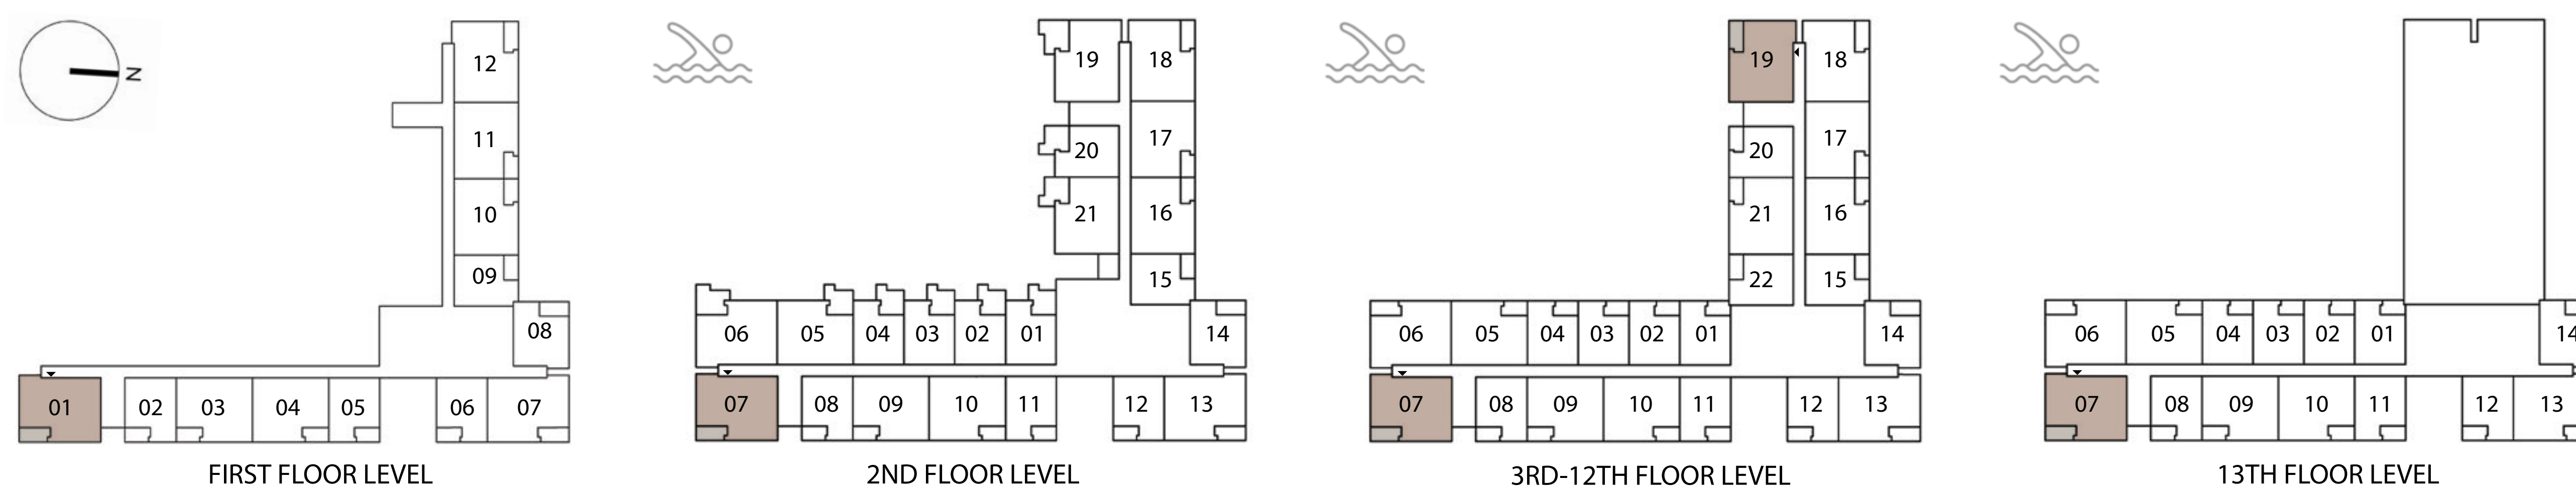 N
12
11
10
09
08
01 02 03 04 05 06 07
FIRST FLOOR LEVEL
19 18
20 17
21 16
15
06 05 04 03 02 01 14
07 08 09 10 11 12 13
2ND FLOOR LEVEL
19 18
20 17
21 16
22 15
06 05 04 03 02 01 14
07 08 09 10 11 12 13
3RD-12TH FLOOR LEVEL
06 05 04 03 02 01 14
07 08 09 10 11 12 13
13TH FLOOR LEVEL